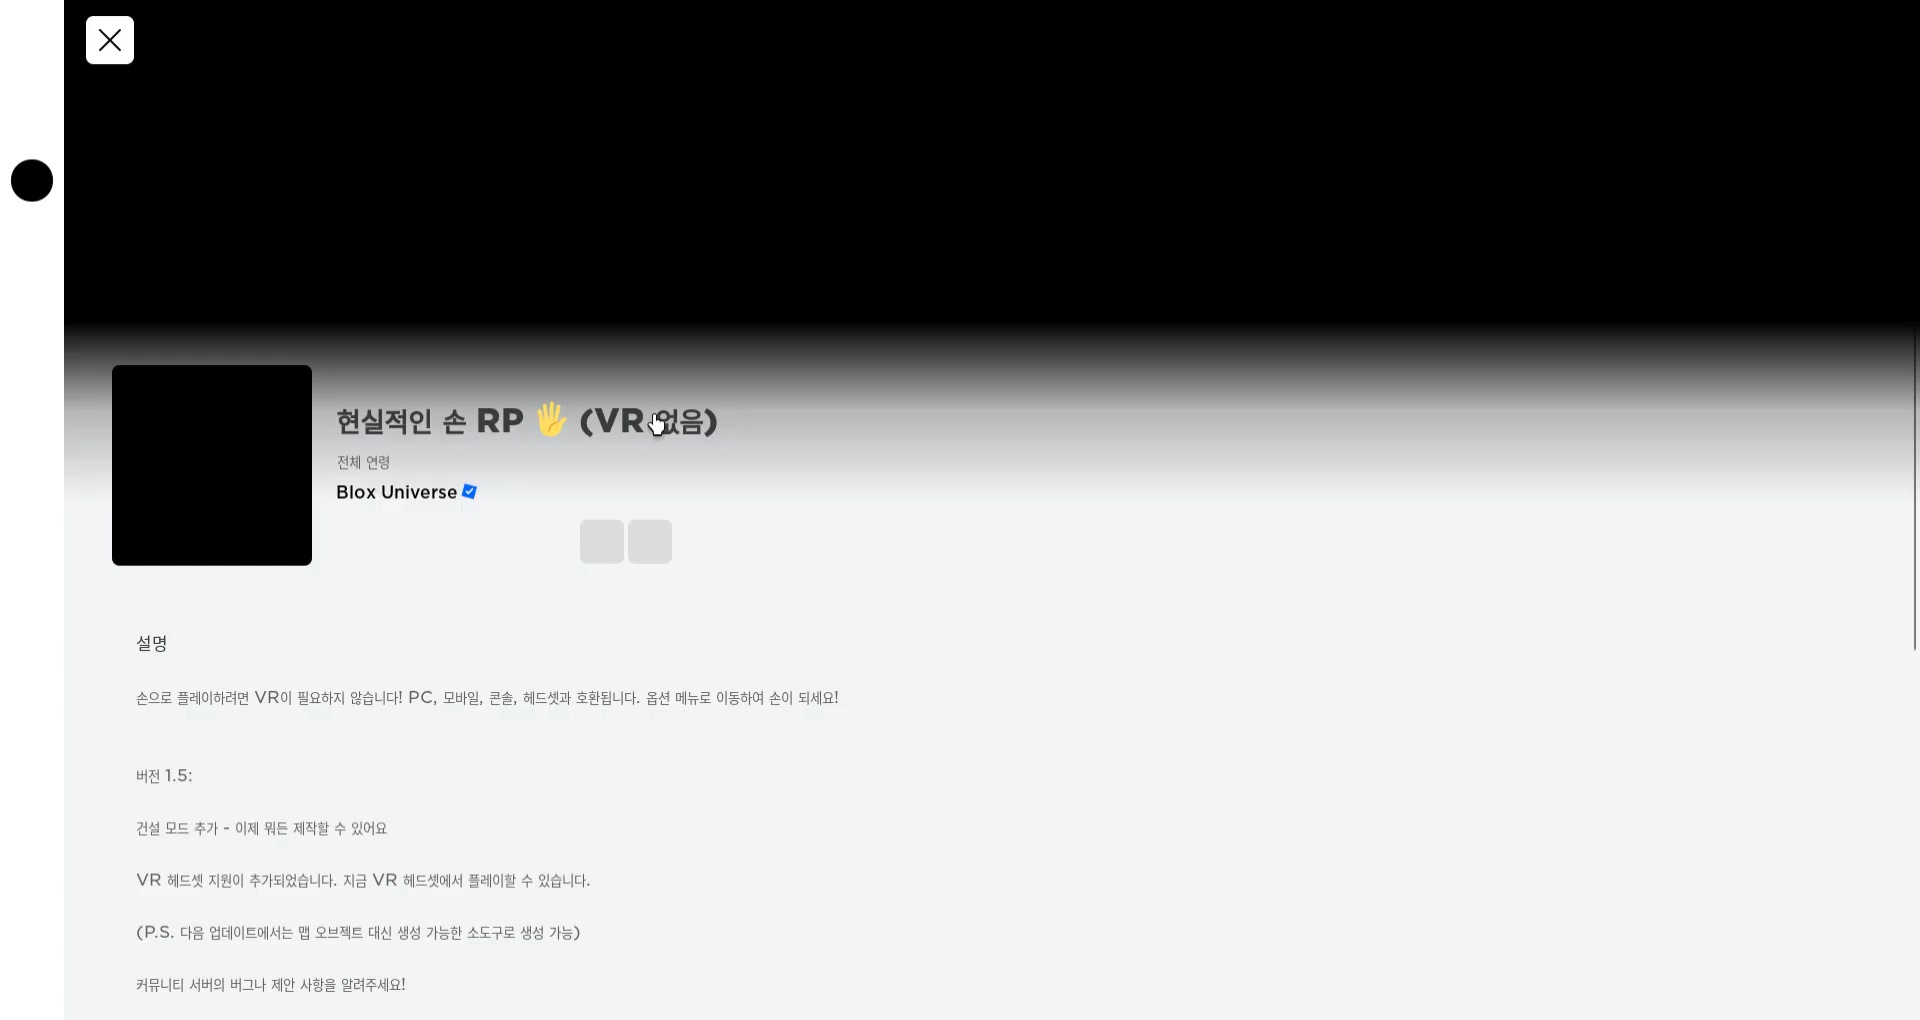 현실적인 손 RP 🖐 (VR 없음)
전체 연령
Blox Universe
설명
손으로 플레이하려면 VR이 필요하지 않습니다! PC, 모바일, 콘솔, 헤드셋과 호환됩니다. 옵션 메뉴로 이동하여 손이 되세요!
버전 1.5:
건설 모드 추가 - 이제 뭐든 제작할 수 있어요
VR 헤드셋 지원이 추가되었습니다. 지금 VR 헤드셋에서 플레이할 수 있습니다.
(P.S. 다음 업데이트에서는 맵 오브젝트 대신 생성 가능한 소도구로 생성 가능)
커뮤니티 서버의 버그나 제안 사항을 알려주세요!